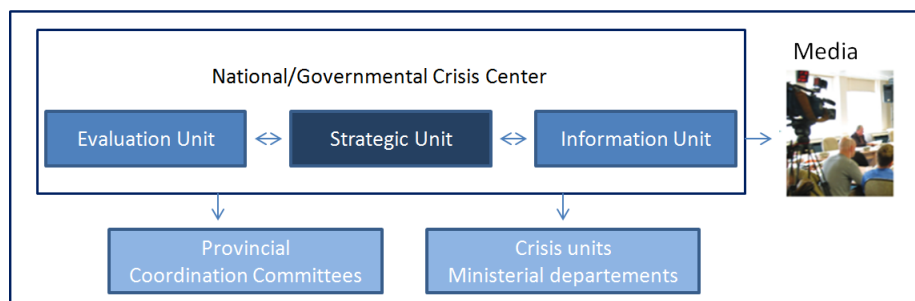 Media
National/Governmental Crisis Center
Evaluation Unit
Strategic Unit
Information Unit
Provincial
Coordination Committees
Crisis units
Ministerial departements